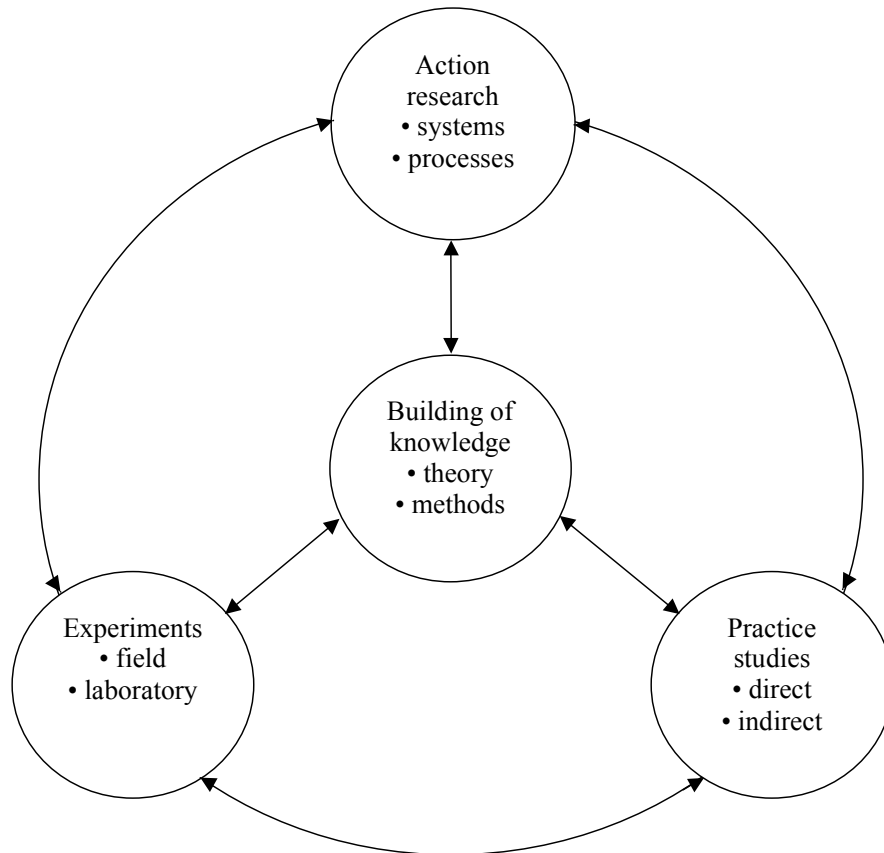 Action
research
• systems
• processes
Building of
knowledge
• theory
• methods
Experiments
• field
• laboratory
Practice
studies
• direct
• indirect